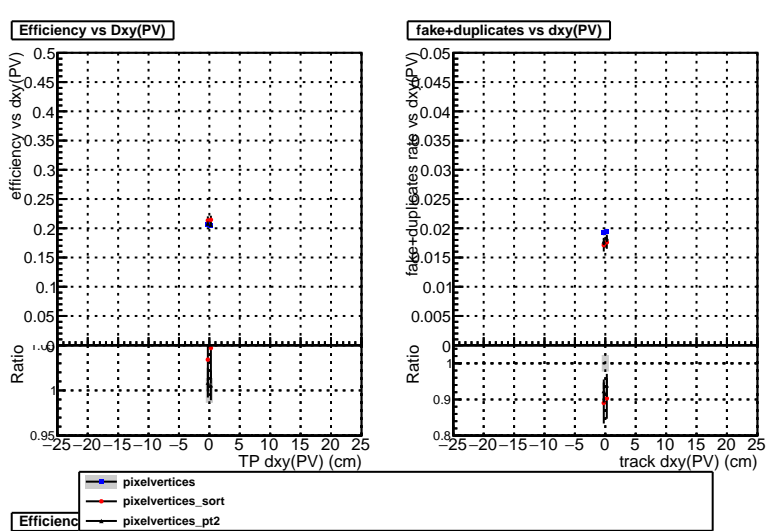 Efficiency vs Dxy(PV)
fake+duplicates vs dxy(PV)
efficiency vs dxy(PV)
0.5
0.45
0.4
0.35
0.3
0.25
0.2
0.15
0.1
0.05
fake+duplicates rate vs dxy(PV)
0.05
0.045
0.04
0.035
0.03
0.025
0.02
0.015
0.01
0.005
0
Ratio
1
0.95
−25 −20 −15 −10 −5 0 5 10 15 20 25
TP dxy(PV) (cm)
Ratio
1
0.9
0.8
−25 −20 −15 −10 −5 0 5 10 15 20 25
track dxy(PV) (cm)
pixelvertices
pixelvertices_sort
pixelvertices_pt2
Efficienc